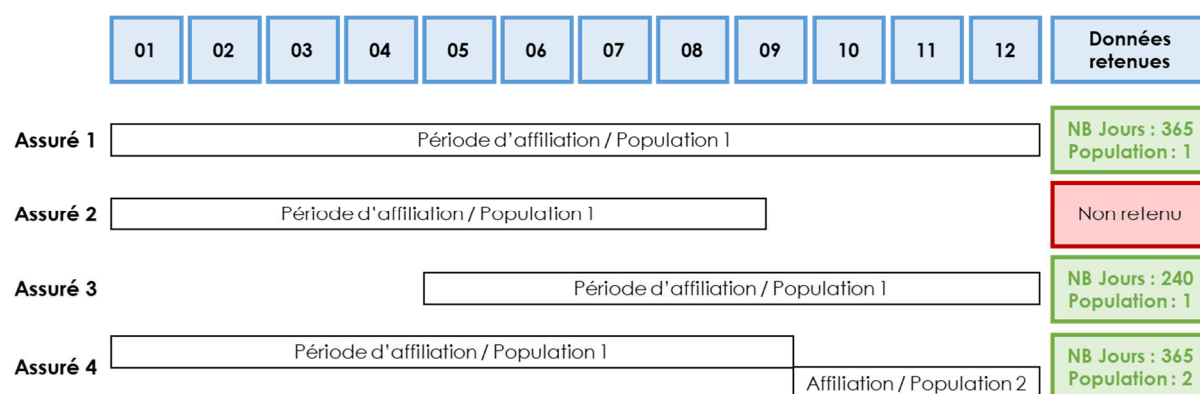 01 02 03 04 05 06 07 08 09 10 11 12 Données retenues
Assuré 1 Période d'affiliation / Population 1 NB Jours : 365 Population : 1
Assuré 2 Période d'affiliation / Population 1 Non retenu
Assuré 3 Période d'affiliation / Population 1 NB Jours : 240 Population : 1
Assuré 4 Période d'affiliation / Population 1 NB Jours : 365 Population : 2
Affiliation / Population 2